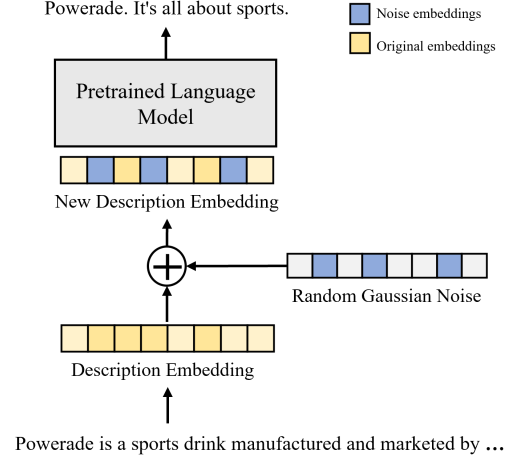 Powerade. It's all about sports.
Noise embeddings
Original embeddings
Pretrained Language
Model
New Description Embedding
Random Gaussian Noise
Description Embedding
Powerade is a sports drink manufactured and marketed by ...